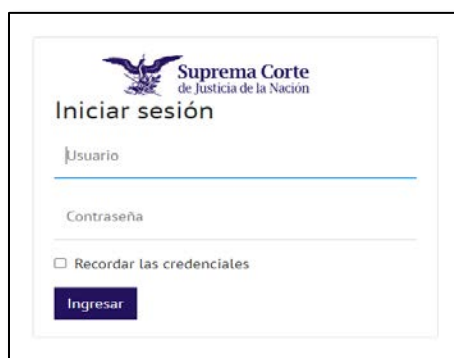 Suprema Corte
de Justicia de la Nación
Iniciar sesión
Usuario
Contraseña
Recordar las credenciales
Ingresar